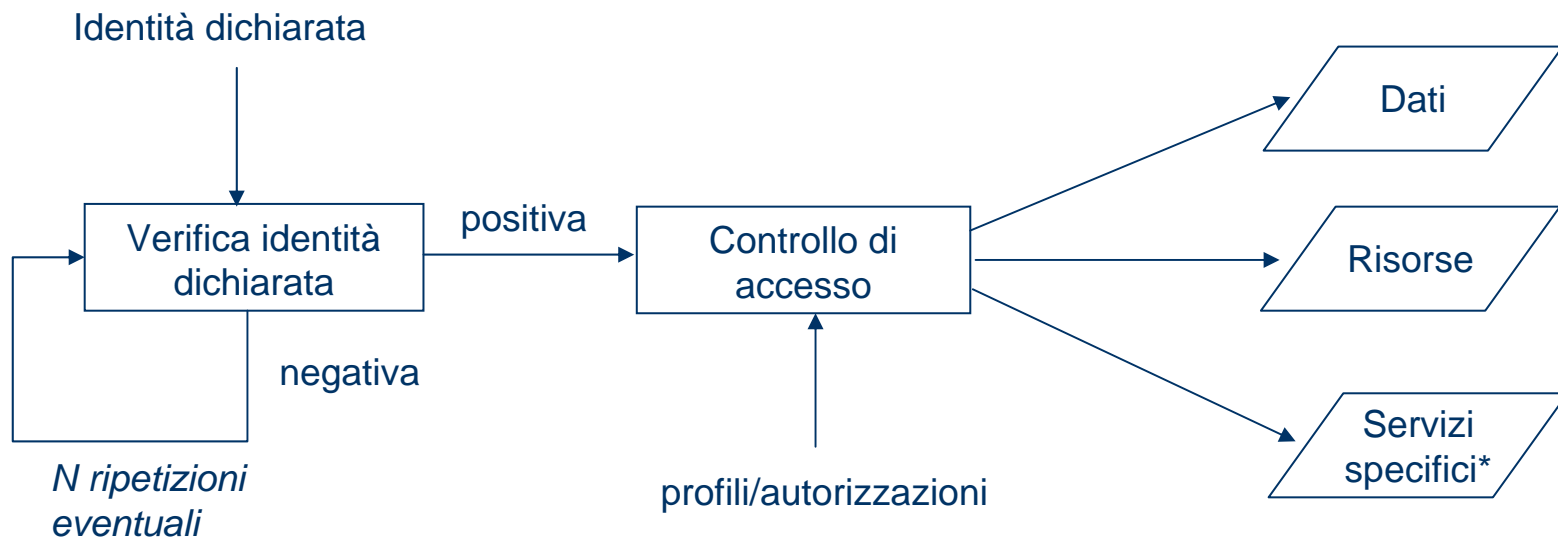 Identità dichiarata
Verifica identità
dichiarata
positiva
negativa
N ripetizioni
eventuali
Controllo di
accesso
profili/autorizzazioni
Dati
Risorse
Servizi
specifici*